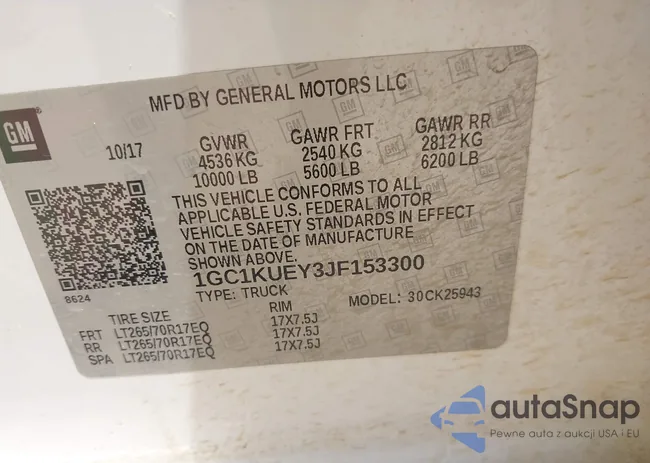 MFD BY GENERAL MOTORS LLC
GM
10/17
GVWR
4536 KG
10000 LB
GAWR FRT
2540 KG
5600 LB
GAWR RR
2812 KG
6200 LB
THIS VEHICLE CONFORMS TO ALL
APPLICABLE U.S. FEDERAL MOTOR
VEHICLE SAFETY STANDARDS IN EFFECT
ON THE DATE OF MANUFACTURE
SHOWN ABOVE.
1GC1KUEY3JF153300
8624
TYPE: TRUCK
MODEL: 30CK25943
TIRE SIZE RIM
FRT LT265/70R17EQ 17X7.5J
RR LT265/70R17EQ 17X7.5J
SPA LT265/70R17EQ 17X7.5J
autoSnap
Pewne auta z aukcji USA i EU